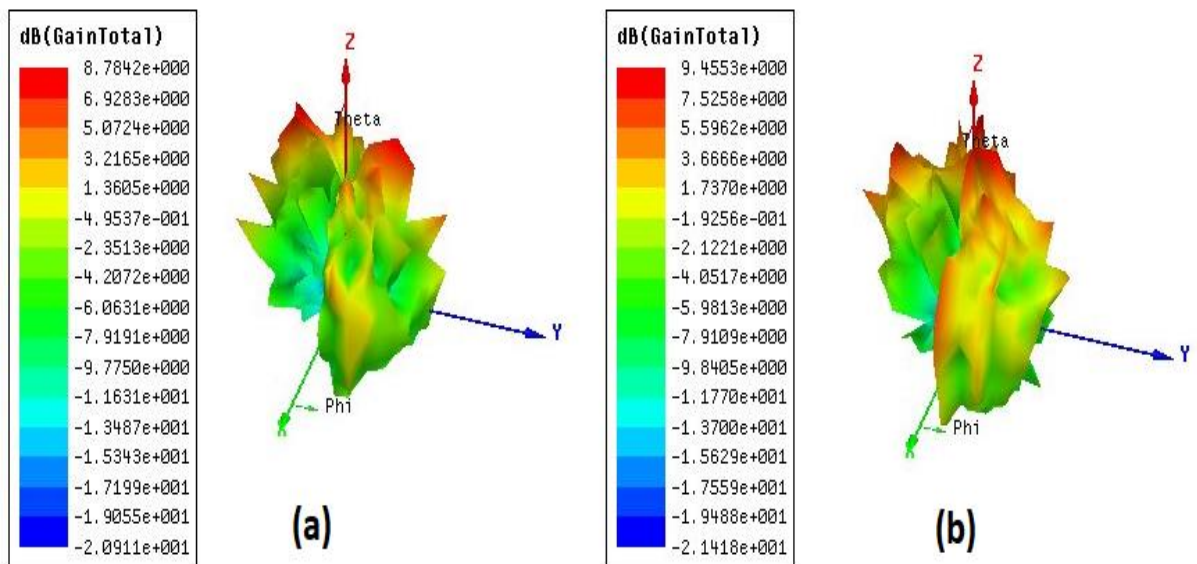 dB(GainTotal)
8.7842e+000
6.9283e+000
5.0724e+000
3.2165e+000
1.3605e+000
-4.9537e-001
-2.3513e+000
-4.2072e+000
-6.0631e+000
-7.9191e+000
-9.7750e+000
-1.1631e+001
-1.3487e+001
-1.5343e+001
-1.7199e+001
-1.9055e+001
-2.0911e+001
Z
Theta
Y
Phi
X
(a)
dB(GainTotal)
9.4553e+000
7.5258e+000
5.5962e+000
3.6666e+000
1.7370e+000
-1.9256e-001
-2.1221e+000
-4.0517e+000
-5.9813e+000
-7.9109e+000
-9.8405e+000
-1.1770e+001
-1.3700e+001
-1.5629e+001
-1.7559e+001
-1.9488e+001
-2.1418e+001
Z
Theta
Y
Phi
X
(b)